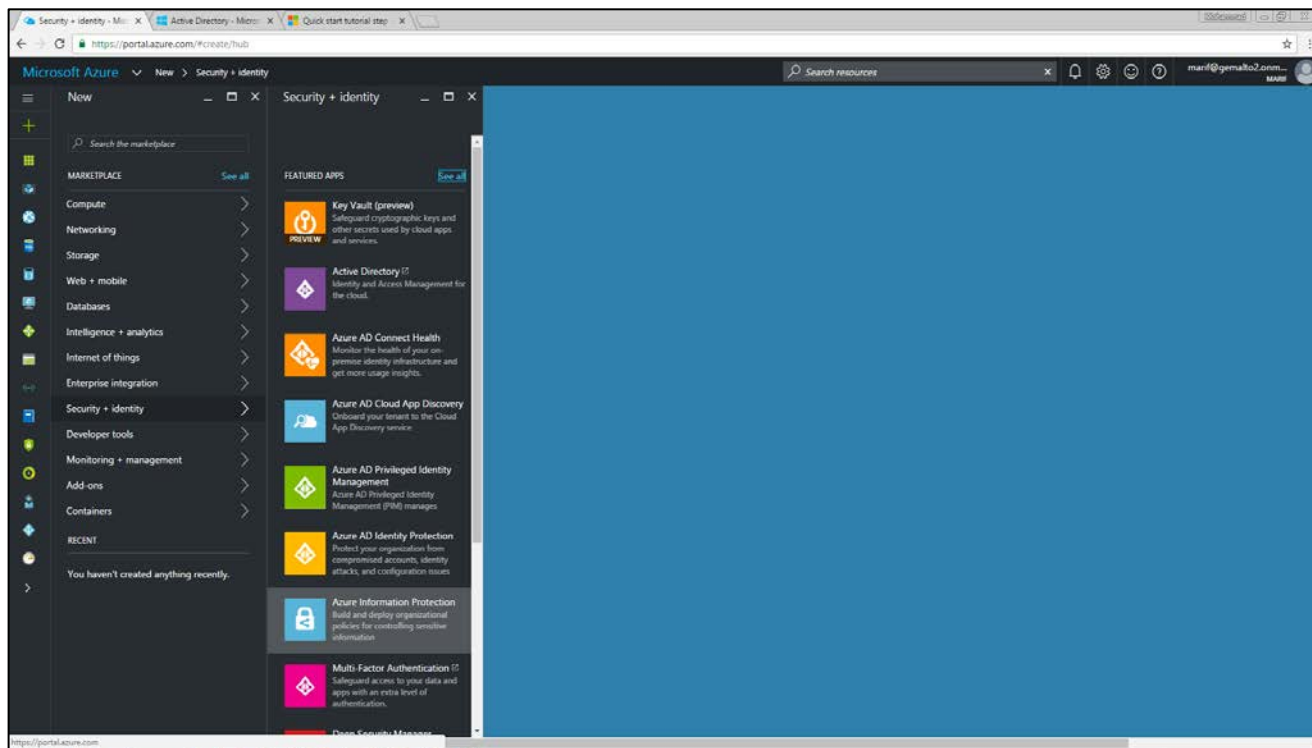 Security + identity - Mi
Active Directory - Micros
Quick start tutorial step
https://portal.azure.com/#create/hub
Microsoft Azure
New > Security + identity
Search resources
marif@gemalto2.onm...
MARIF
New
Search the marketplace
MARKETPLACE
See all
Compute
Networking
Storage
Web + mobile
Databases
Intelligence + analytics
Internet of things
Enterprise integration
Security + identity
Developer tools
Monitoring + management
Add-ons
Containers
RECENT
You haven't created anything recently.
Security + identity
FEATURED APPS
See all
Key Vault (preview)
Safeguard cryptographic keys and
other secrets used by cloud apps
and services.
PREVIEW
Active Directory
Identity and Access Management for
the cloud.
Azure AD Connect Health
Monitor the health of your on-
premise identity infrastructure and
get more usage insights.
Azure AD Cloud App Discovery
Onboard your tenant to the Cloud
App Discovery service
Azure AD Privileged Identity
Management
Azure AD Privileged Identity
Management (PIM) manages
Azure AD Identity Protection
Protect your organization from
compromised accounts, identity
attacks, and configuration issues
Azure Information Protection
Build and deploy organizational
policies for controlling sensitive
information
Multi-Factor Authentication
Safeguard access to your data and
apps with an extra level of
authentication.
Deep Security Manager
https://portal.azure.com